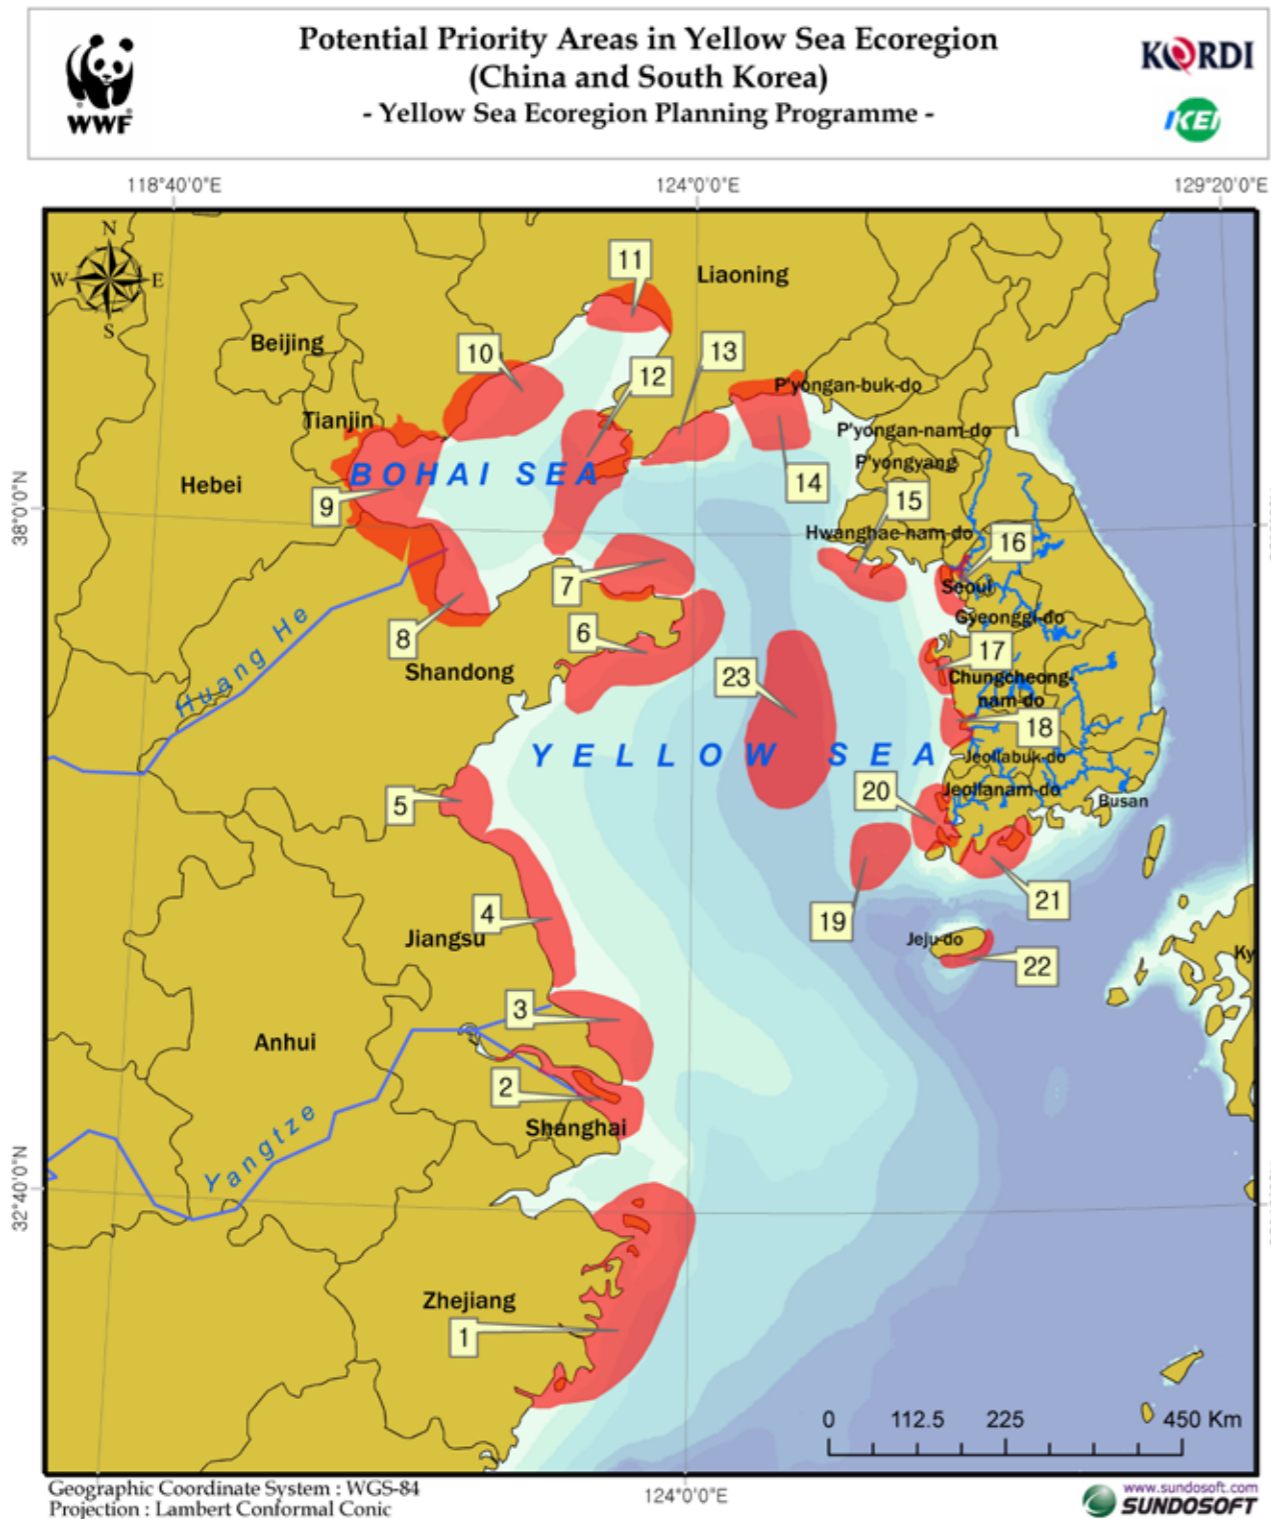 Potential Priority Areas in Yellow Sea Ecoregion
(China and South Korea)
- Yellow Sea Ecoregion Planning Programme -
WWF
KORDI
KEI
118°40'0"E
124°0'0"E
129°20'0"E
N
W
E
S
11
Liaoning
Beijing
10
13
12
P'yongan-buk-do
Tianjin
P'yongan-nam-do
P'yongyang
BOHAI SEA
Hebei
14
15
9
38°0'0"N
Hwanghae-nam-do
16
7
Seoul
Gyeonggi-do
8
6
Huang He
17
Shandong
23
Chungcheong-
nam-do
18
YELLOW SEA
Jeollabuk-do
20
Jeollanam-do
Busan
5
4
19
21
Jiangsu
Jeju-do
22
Ky
3
Anhui
2
Shanghai
Yangtze
32°40'0"N
Zhejiang
1
0 112.5 225 450 Km
124°0'0"E
Geographic Coordinate System : WGS-84
Projection : Lambert Conformal Conic
www.sundosoft.com
SUNDOSOFT